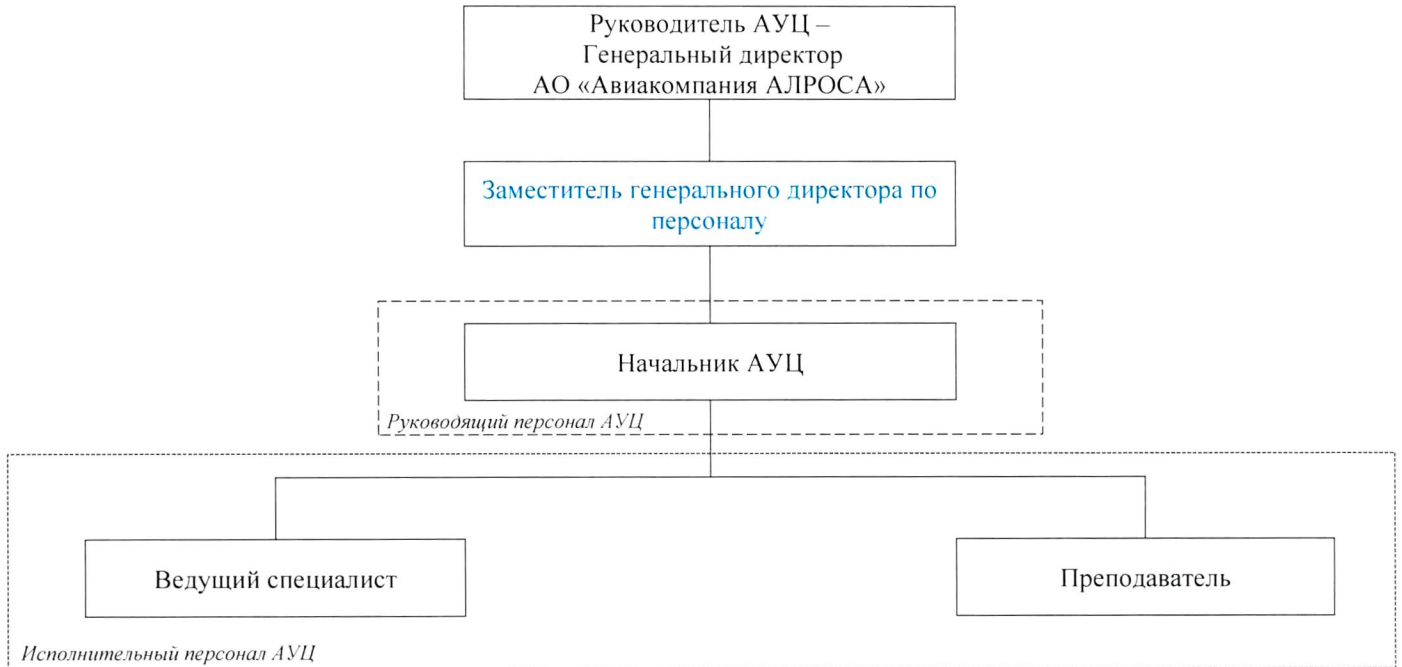 Руководитель АУЦ –
Генеральный директор
АО «Авиакомпания АЛРОСА»
Заместитель генерального директора по
персоналу
Начальник АУЦ
Руководящий персонал АУЦ
Ведущий специалист
Преподаватель
Исполнительный персонал АУЦ